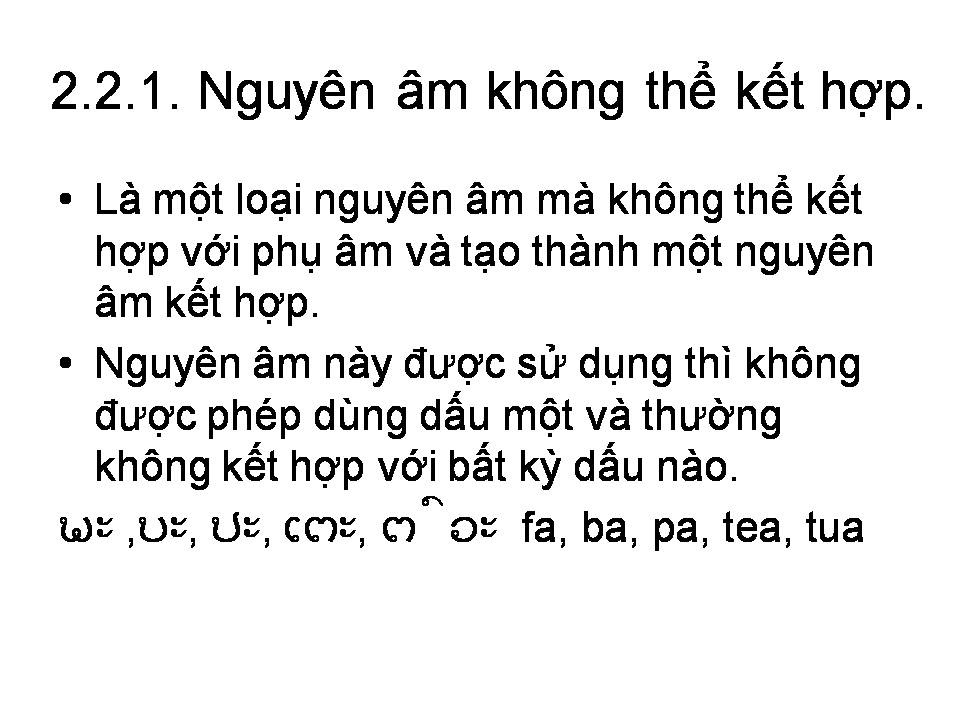 2.2.1. Nguyên âm không thể kết hợp.
• Là một loại nguyên âm mà không thể kết
hợp với phụ âm và tạo thành một nguyên
âm kết hợp.
• Nguyên âm này được sử dụng thì không
được phép dùng dấu một và thường
không kết hợp với bất kỳ dấu nào.
ພະ ,ບະ, ປະ, ເຕະ, ຕ ົ ວະ fa, ba, pa, tea, tua